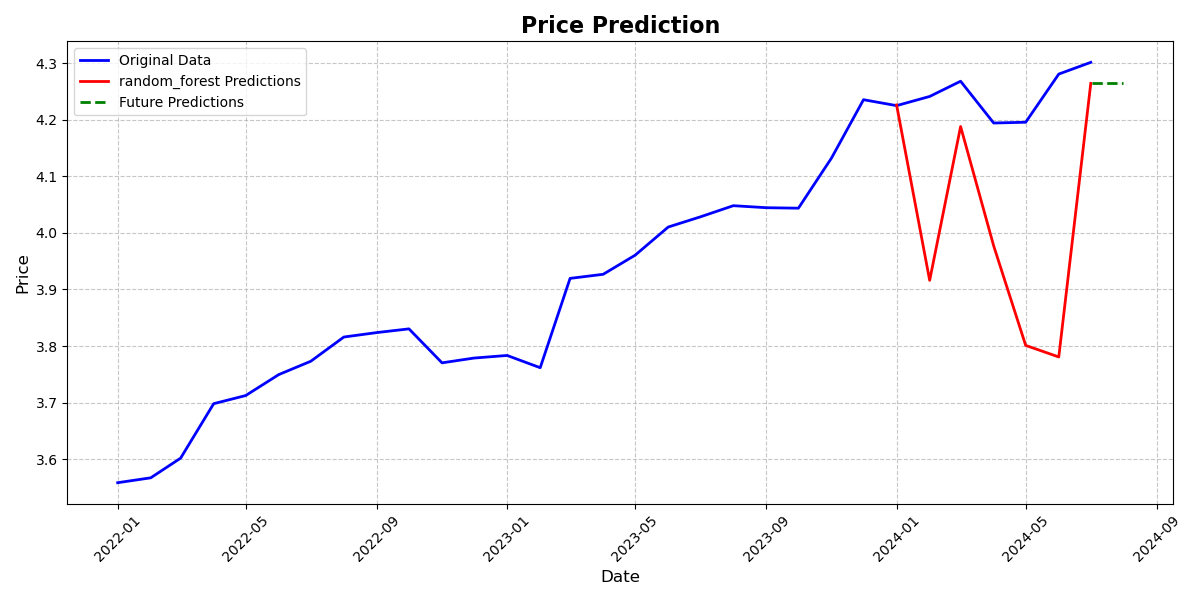 Price Prediction
Original Data
random_forest Predictions
Future Predictions
Price
4.3
4.2
4.1
4.0
3.9
3.8
3.7
3.6
2022-01
2022-05
2022-09
2023-01
2023-05
2023-09
2024-01
2024-05
2024-09
Date